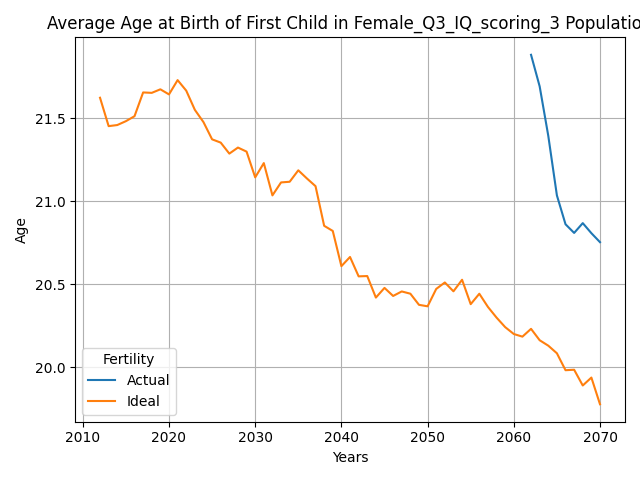 Average Age at Birth of First Child in Female_Q3_IQ_scoring_3 Populatio
21.5
21.0
20.5
20.0
Age
Fertility
Actual
Ideal
2010 2020 2030 2040 2050 2060 2070
Years